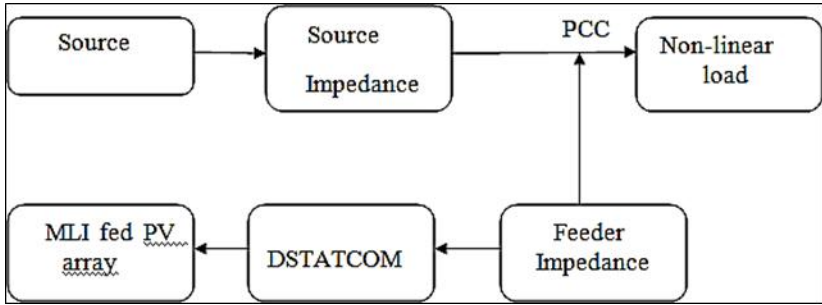 Source
Source
Impedance
PCC
Non-linear
load
MLI fed PV
array
DSTATCOM
Feeder
Impedance